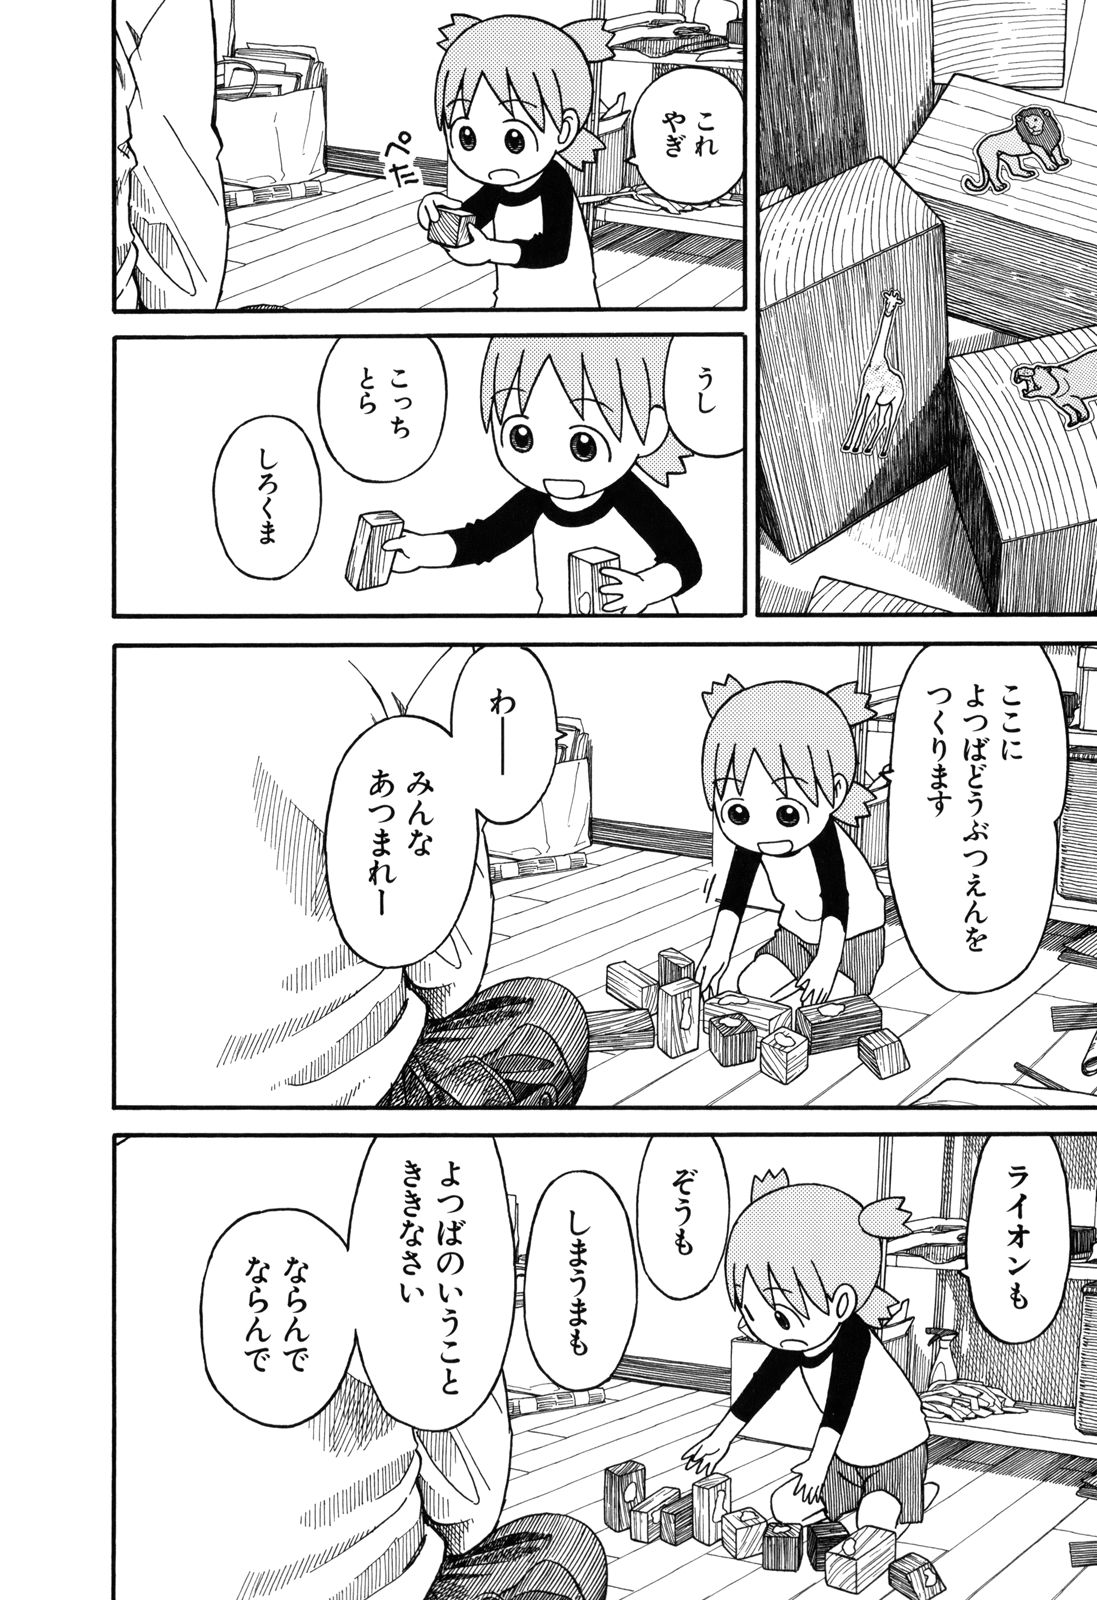 これ
やぎ
ぺた
うし
こっち
とら
しろくま
ここに
よつばどうぶつえんを
つくります
わー
みんな
あつまれー
ライオンも
ぞうも
しまうまも
よつばのいうこと
ききなさい
ならんで
ならんで